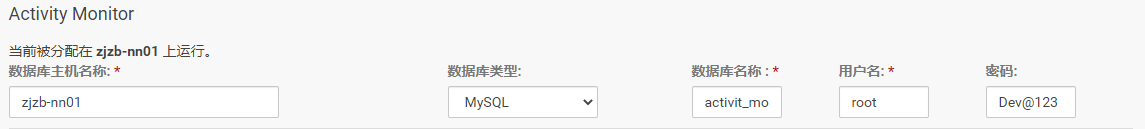 Activity Monitor
当前被分配在 zjzb-nn01 上运行。
数据库主机名称: * 数据库类型: 数据库名称 : * 用户名: * 密码:
zjzb-nn01 MySQL activit_mo root Dev@123